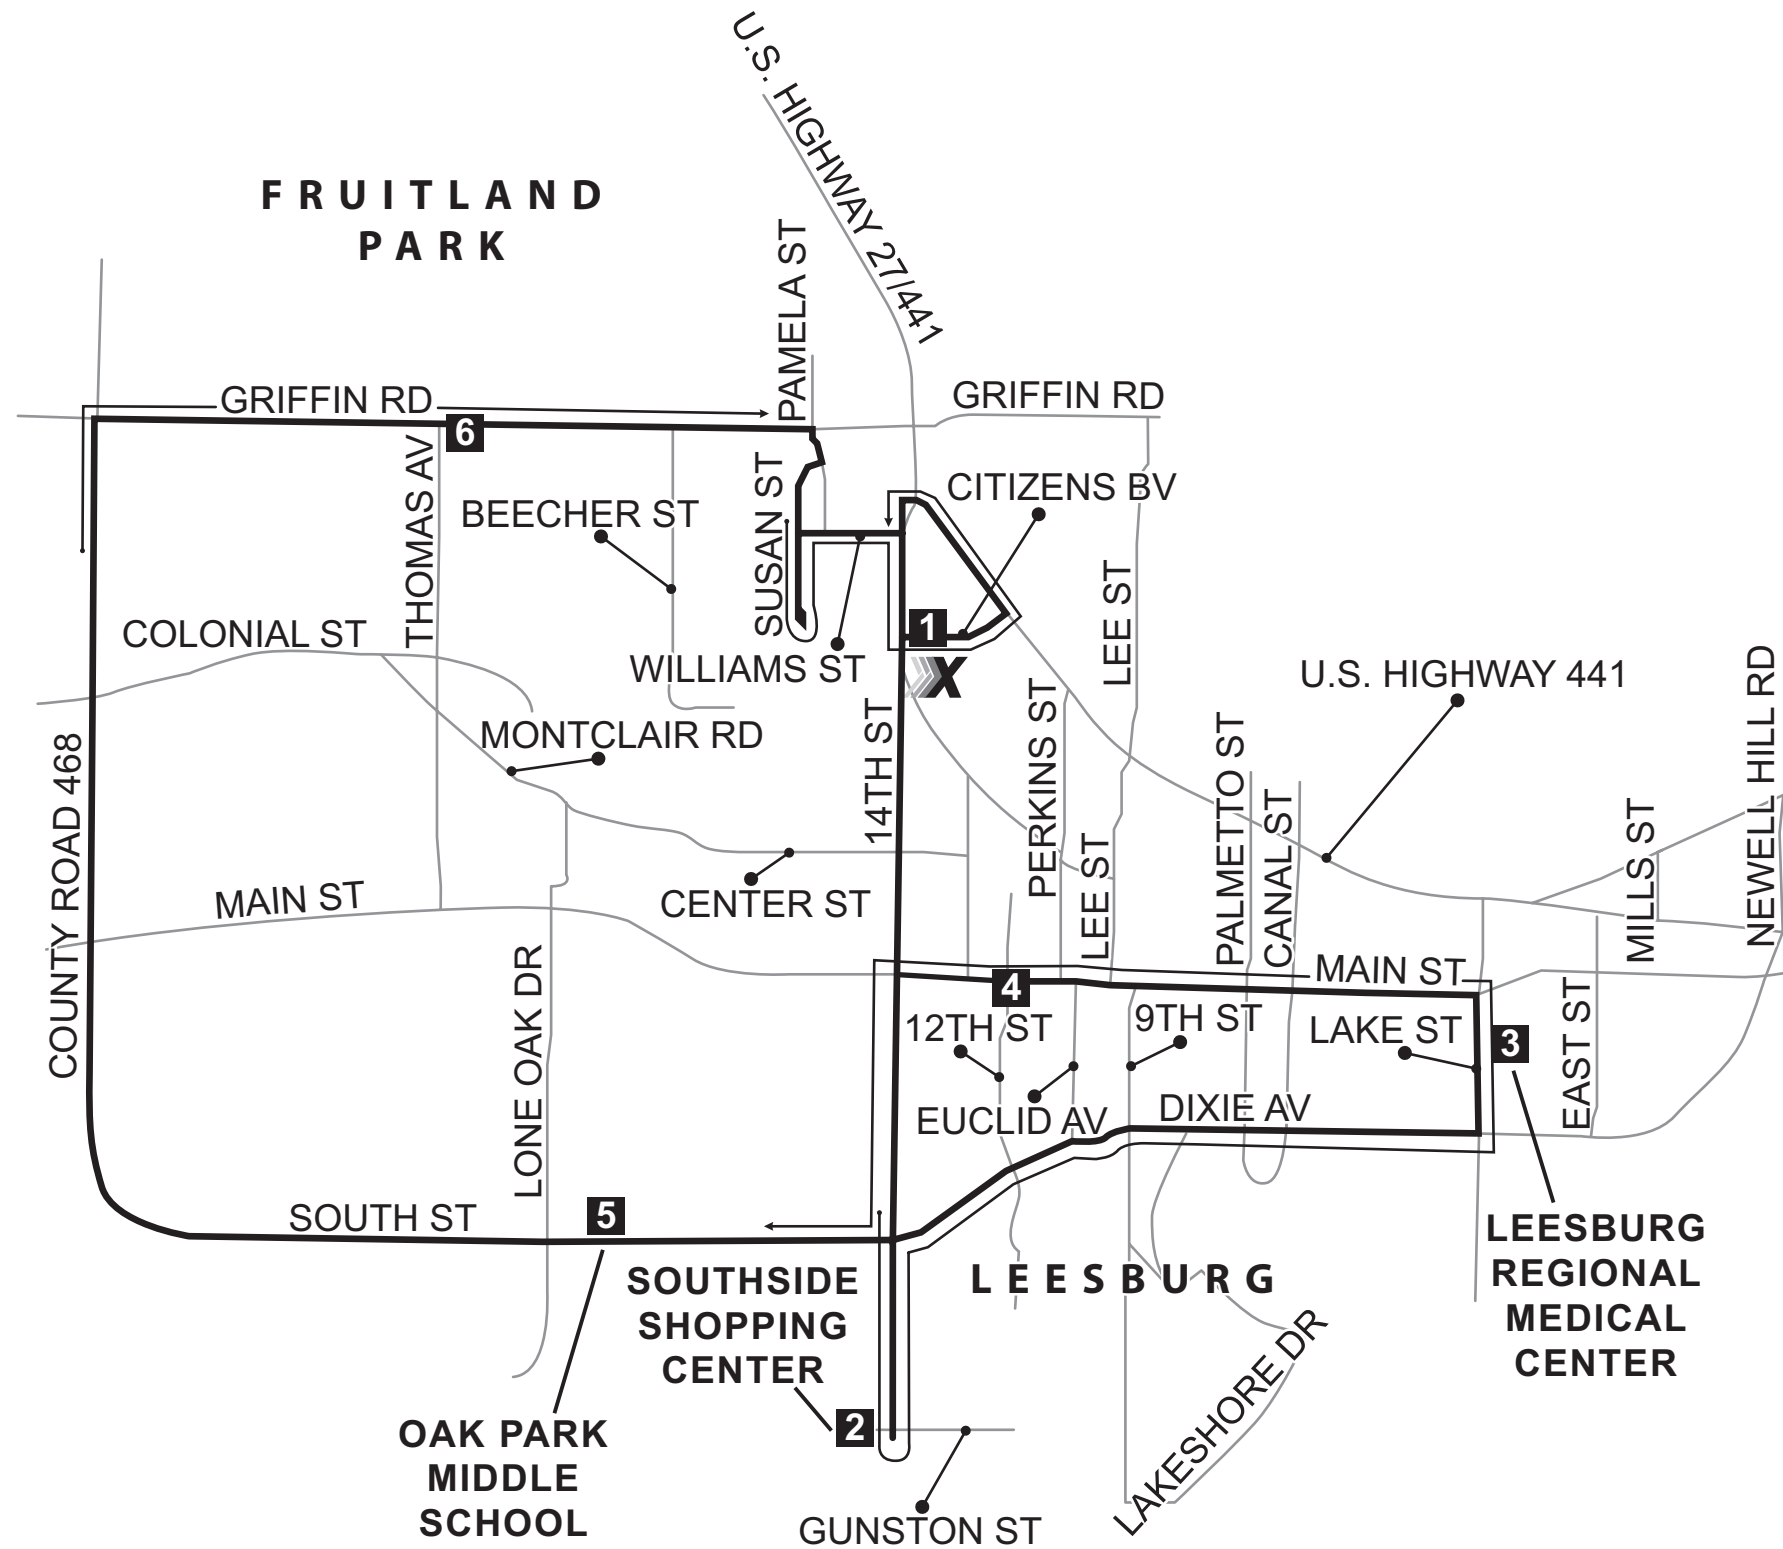 U.S. HIGHWAY 27/441
FRUITLAND
PARK
PAMELA ST
GRIFFIN RD
GRIFFIN RD
6
THOMAS AV
SUSAN ST
CITIZENS BV
BEECHER ST
LEE ST
COLONIAL ST
1
WILLIAMS ST
X
U.S. HIGHWAY 441
NEWELL HILL RD
PERKINS ST
14TH ST
MONTCLAIR RD
PALMETTO ST
COUNTY ROAD 468
CANAL ST
MILLS ST
LEE ST
CENTER ST
MAIN ST
LONE OAK DR
MAIN ST
4
12TH ST
9TH ST
LAKE ST
3
EAST ST
EUCLID AV
DIXIE AV
SOUTH ST
5
LEESBURG
REGIONAL
MEDICAL
CENTER
SOUTHSIDE
SHOPPING
CENTER
LEESBURG
LAKESHORE DR
2
OAK PARK
MIDDLE
SCHOOL
GUNSTON ST